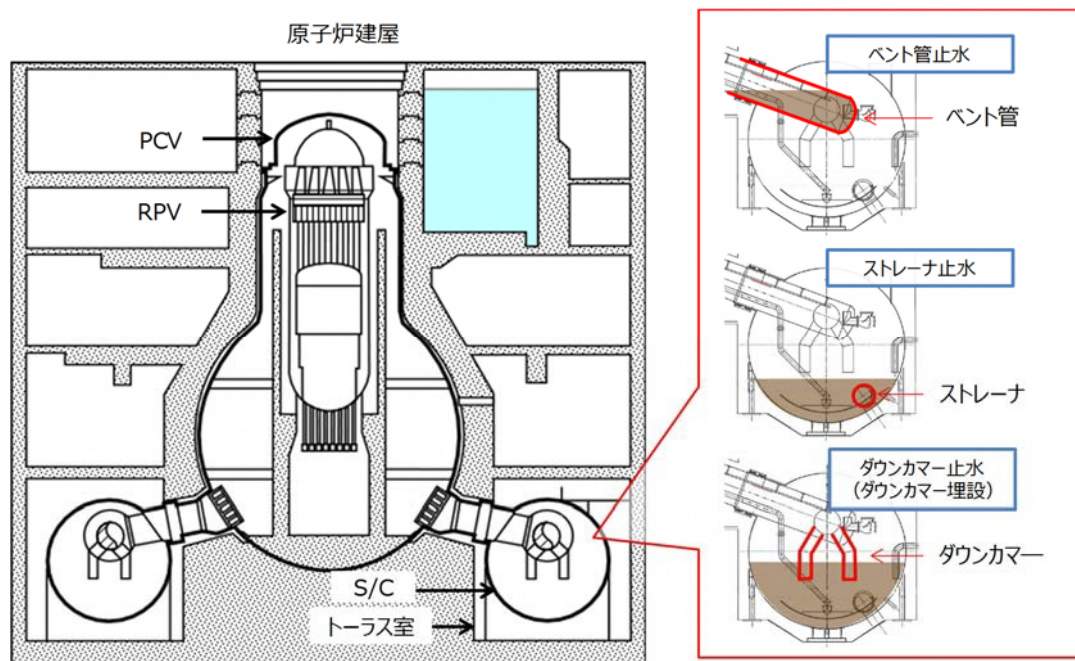 原子炉建屋
PCV
RPV
S/C
トーラス室
ベント管止水
ベント管
ストレーナ止水
ストレーナ
ダウンカマー止水
（ダウンカマー埋設）
ダウンカマー